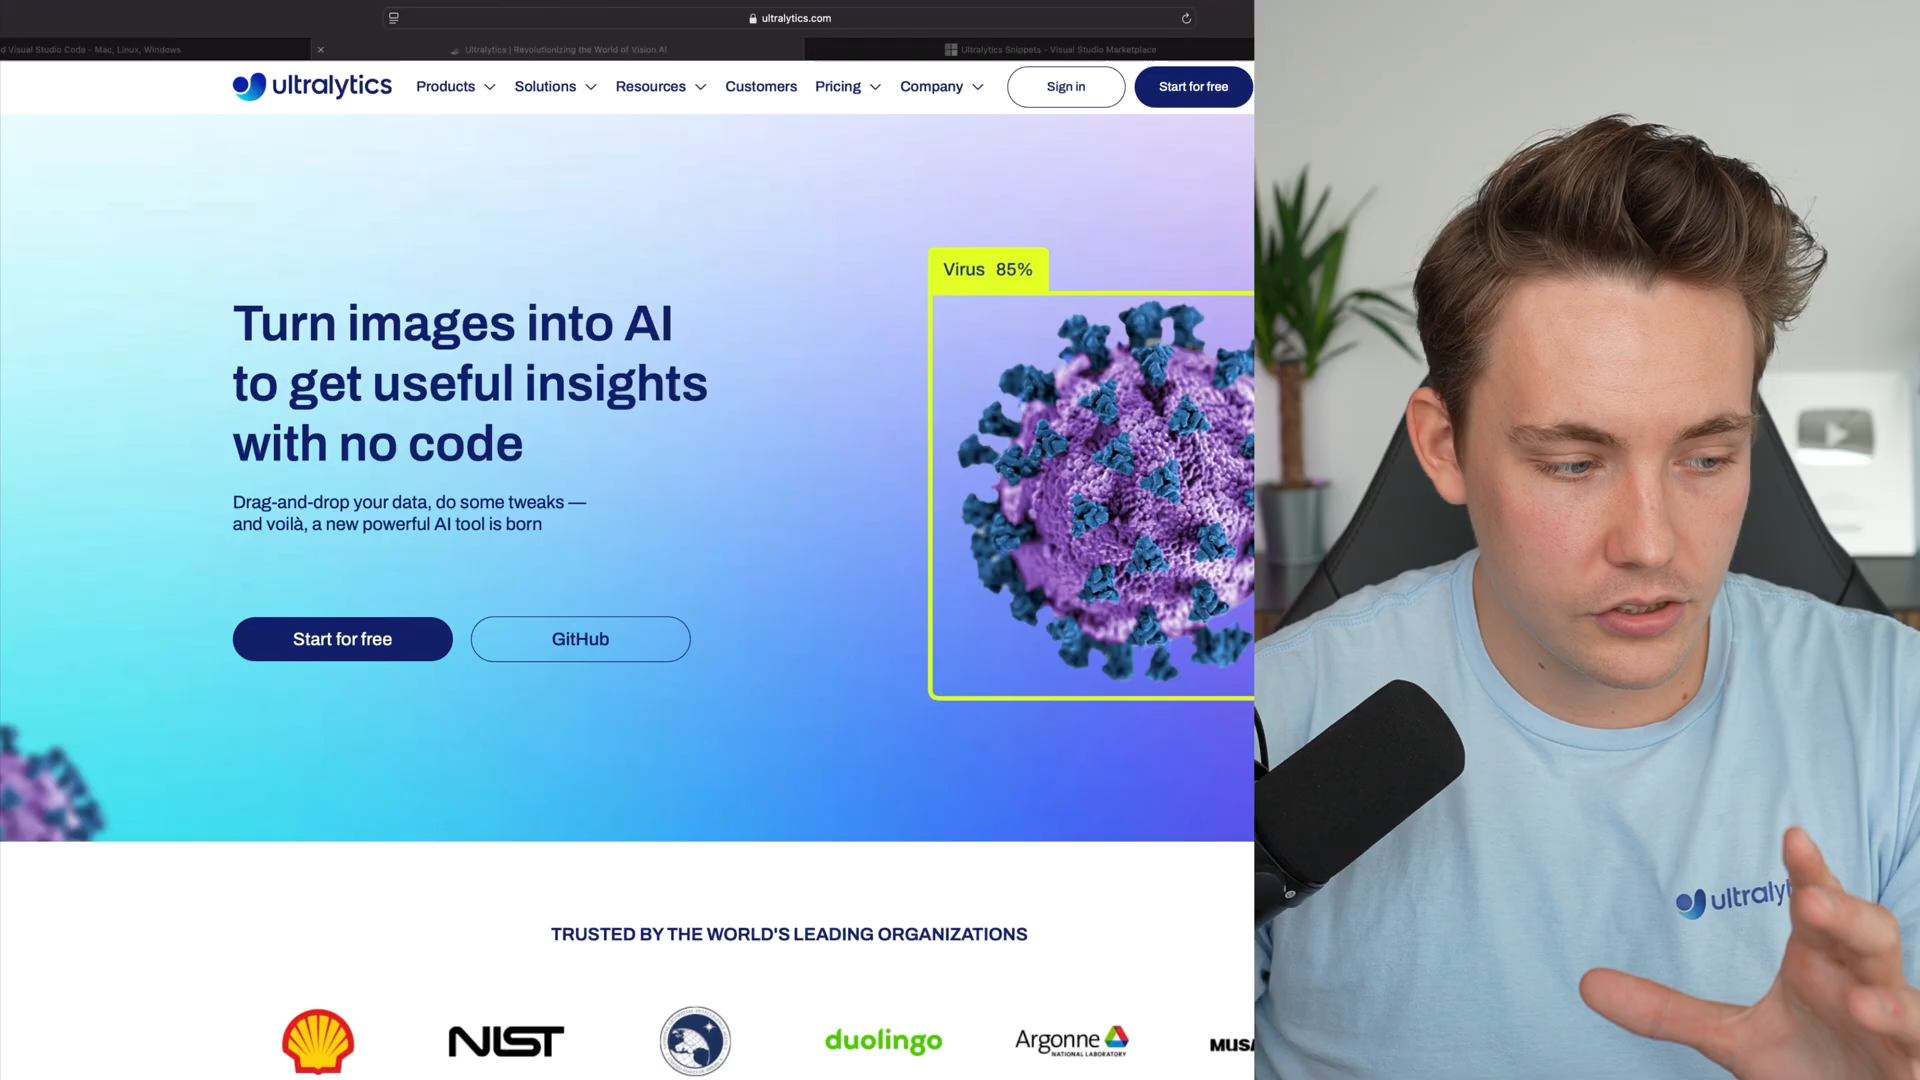 ultralytics.com
d Visual Studio Code - Mac, Linux, Windows
Ultralytics | Revolutionizing the World of Vision AI
Ultralytics Snippets - Visual Studio Marketplace
ultralytics
Products
Solutions
Resources
Customers
Pricing
Company
Sign in
Start for free
Virus 85%
Turn images into AI
to get useful insights
with no code
Drag-and-drop your data, do some tweaks —
and voilà, a new powerful AI tool is born
Start for free
GitHub
ultralyt
TRUSTED BY THE WORLD'S LEADING ORGANIZATIONS
NIST
duolingo
Argonne
NATIONAL LABORATORY
MUSA